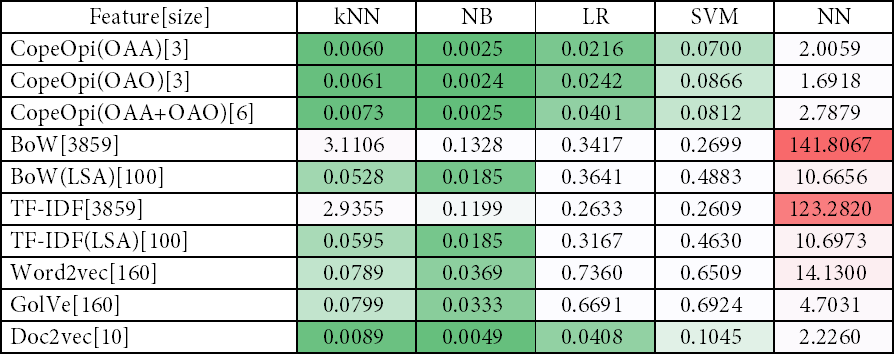 Feature[size] kNN NB LR SVM NN
CopeOpi(OAA)[3] 0.0060 0.0025 0.0216 0.0700 2.0059
CopeOpi(OAO)[3] 0.0061 0.0024 0.0242 0.0866 1.6918
CopeOpi(OAA+OAO)[6] 0.0073 0.0025 0.0401 0.0812 2.7879
BoW[3859] 3.1106 0.1328 0.3417 0.2699 141.8067
BoW(LSA)[100] 0.0528 0.0185 0.3641 0.4883 10.6656
TF-IDF[3859] 2.9355 0.1199 0.2633 0.2609 123.2820
TF-IDF(LSA)[100] 0.0595 0.0185 0.3167 0.4630 10.6973
Word2vec[160] 0.0789 0.0369 0.7360 0.6509 14.1300
GolVe[160] 0.0799 0.0333 0.6691 0.6924 4.7031
Doc2vec[10] 0.0089 0.0049 0.0408 0.1045 2.2260